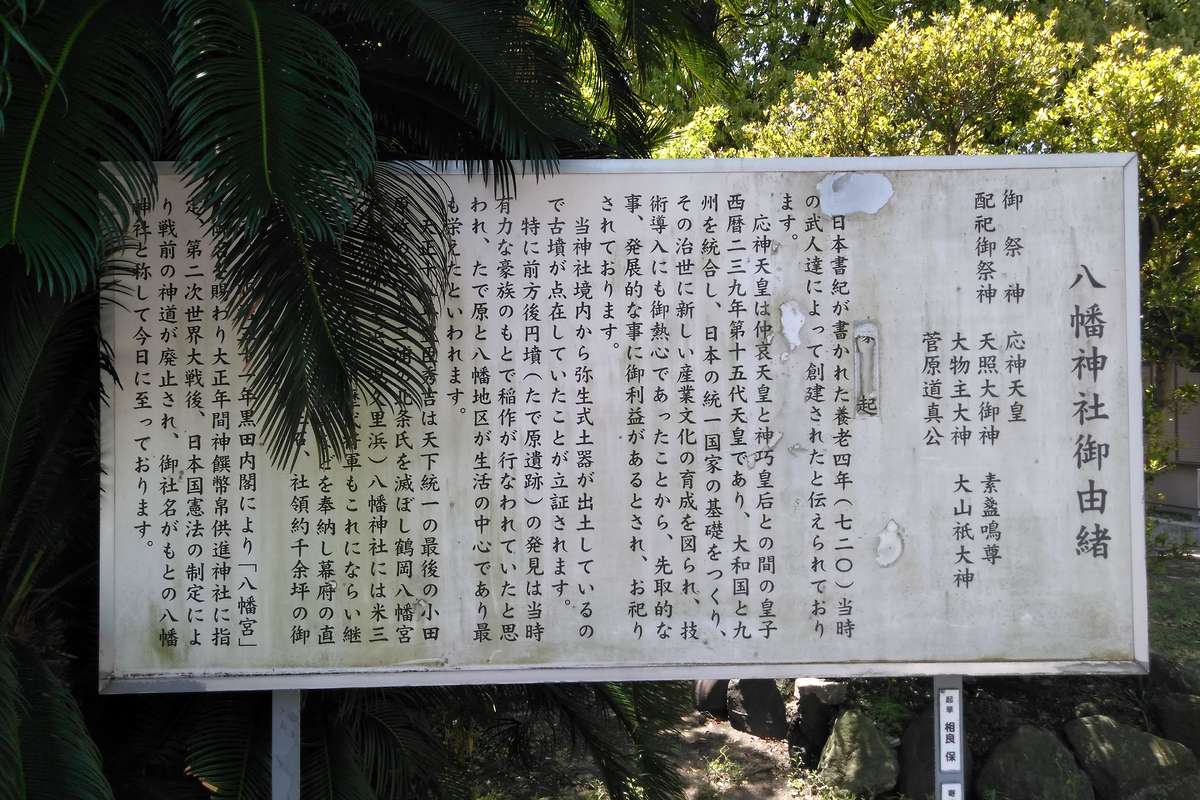 八幡神社御由緒
御祭神　応神天皇
配祀御祭神　天照大御神　素盞鳴尊
大物主大神　大山祇大神
菅原道真公
起
日本書紀が書かれた養老四年（七二〇）当時
の武人達によって創建されたと伝えられており
ます。
応神天皇は仲哀天皇と神巧皇后との間の皇子
西暦二三九年第十五代天皇であり、大和国と九
州を統合し、日本の統一国家の基礎をつくり、
その治世に新しい産業文化の育成を図られ、技
術導入にも御熱心であったことから、先取的な
事、発展的な事に御利益があるとされ、お祀り
されております。
当神社境内から弥生式土器が出土しているの
で古墳が点在していたことが立証されます。
特に前方後円墳（たで原遺跡）の発見は当時
有力な豪族のもとで稲作が行なわれていたと思
われ、たで原と八幡地区が生活の中心であり最
も栄えたといわれます。
天正十 秀吉は天下統一の最後の小田
北条氏を滅ぼし鶴岡八幡宮
久里浜）八幡神社には米三
軍もこれにならい継
を奉納し幕府の直
、社領約千余坪の御
年黒田内閣により「八幡宮」
賜わり大正年間神饌幣帛供進神社に指
定 第二次世界大戦後、日本国憲法の制定によ
り戦前の神道が廃止され、御社名がもとの八幡
神社と称して今日に至っております。
起草 相良 保